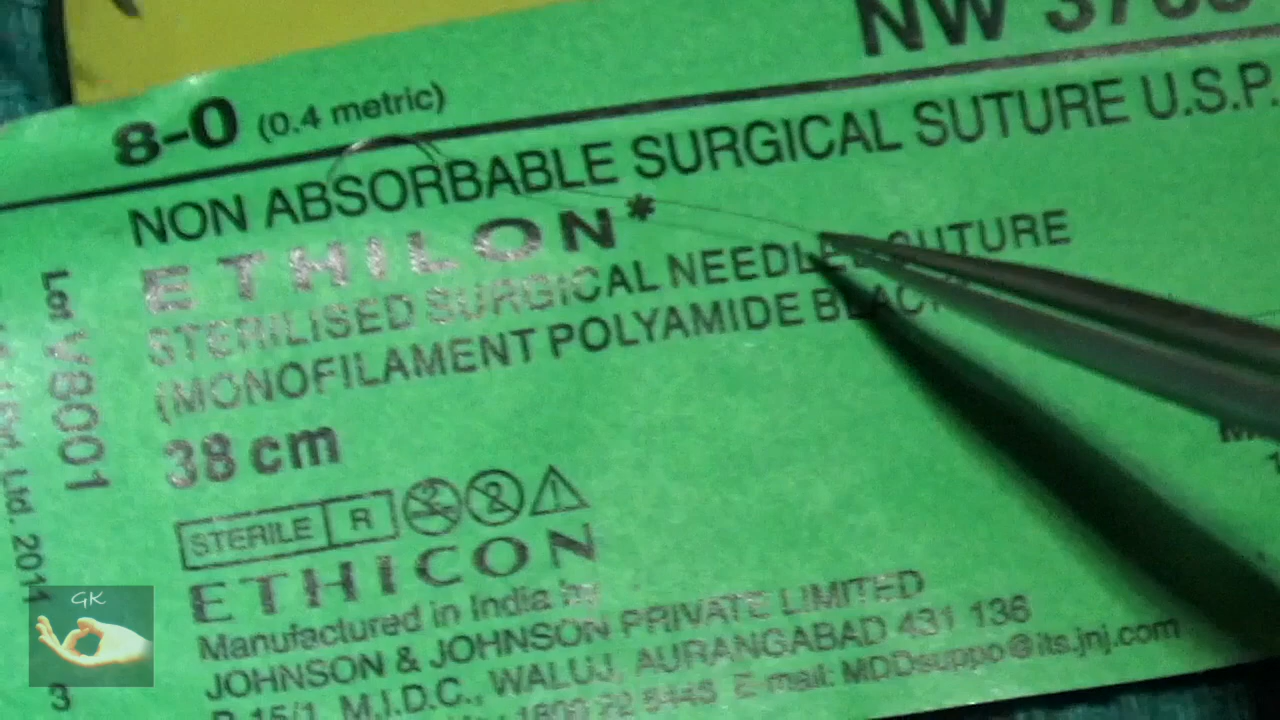 NW
8-0 (0.4 metric)
NON ABSORBABLE SURGICAL SUTURE U.S.P.
ETHILON*
STERILISED SURGICAL NEEDLED SUTURE
(MONOFILAMENT POLYAMIDE BLACK
38 cm
STERILE R
ETHICON
Manufactured in India by
JOHNSON & JOHNSON PRIVATE LIMITED
M.I.D.C., WALUJ, AURANGABAD 431 136
E-mail: MDDsuppo@its.jnj.com
Lot V8001
Ltd. 2011
3
GK